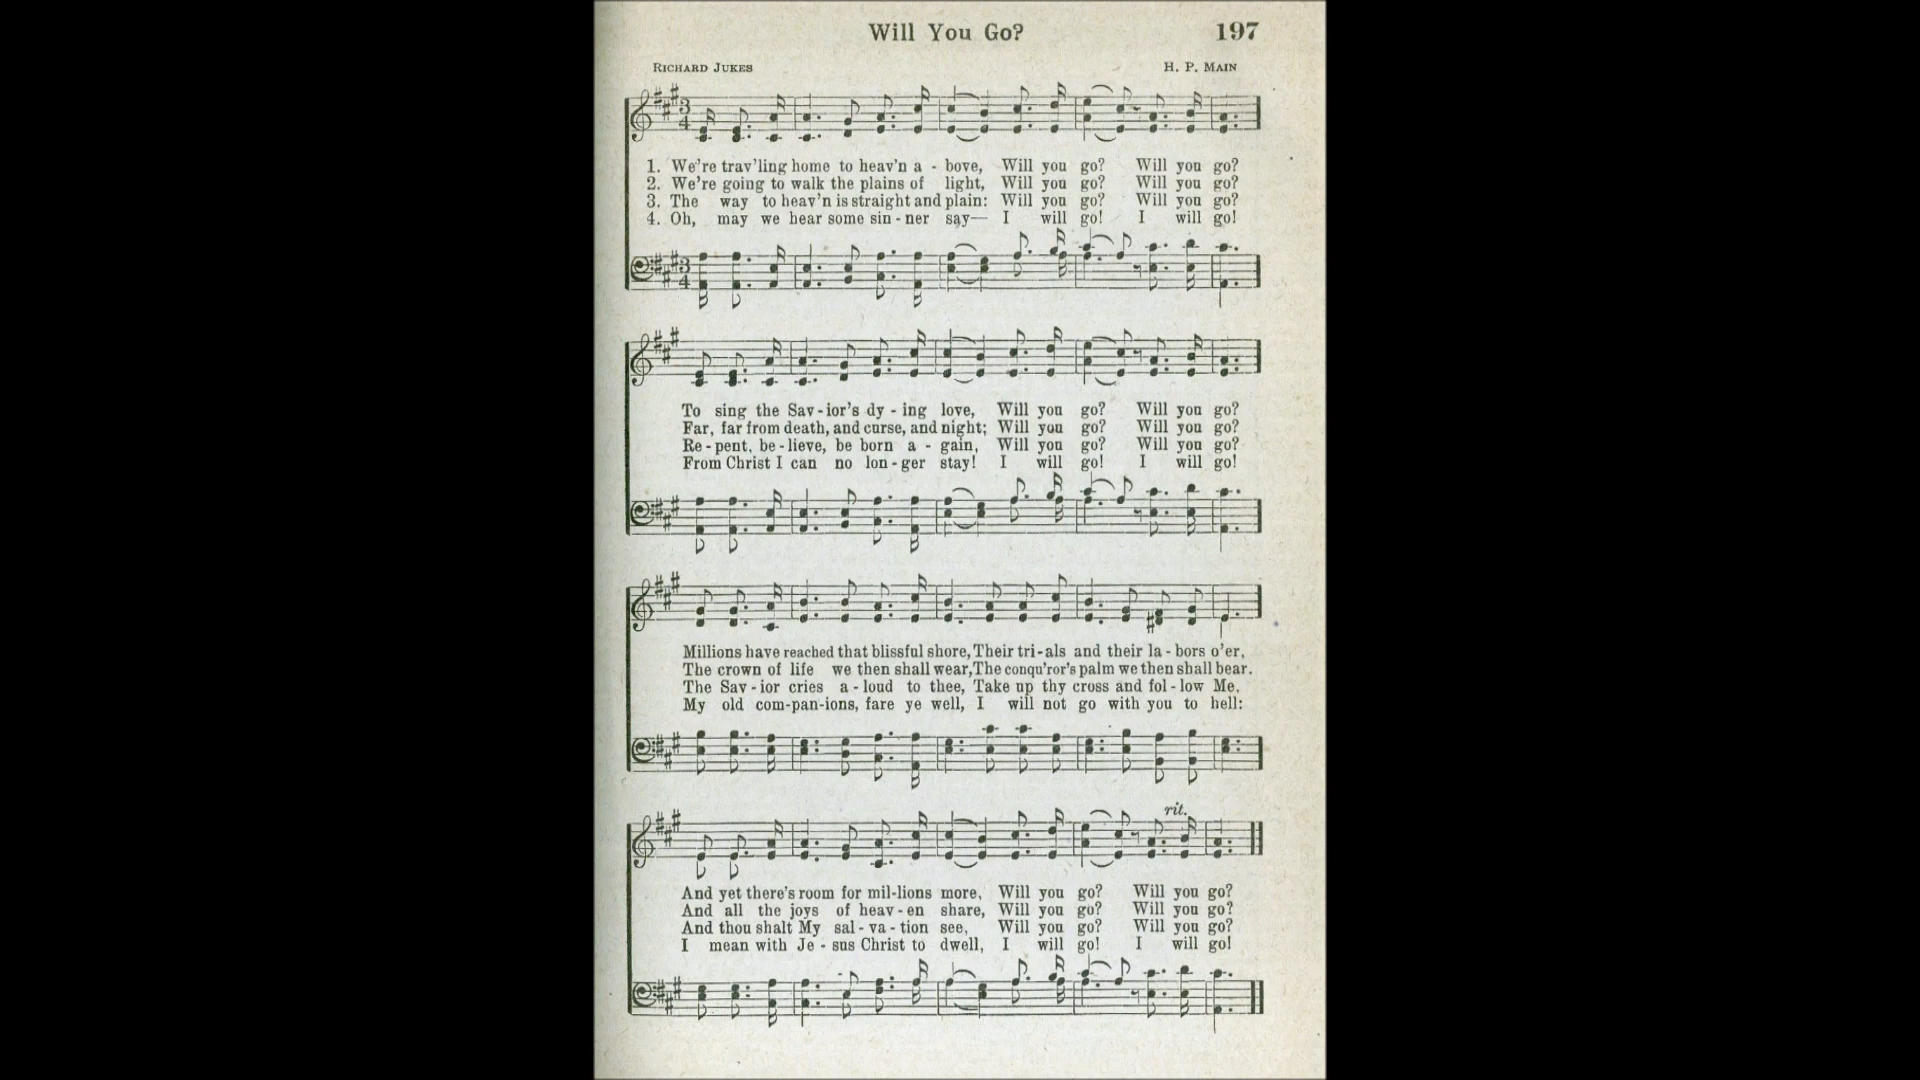 Will You Go? 197
RICHARD JUKES H. P. MAIN
3
4
1. We're trav'ling home to heav'n a - bove, Will you go? Will you go?
2. We're going to walk the plains of light, Will you go? Will you go?
3. The way to heav'n is straight and plain: Will you go? Will you go?
4. Oh, may we hear some sin - ner say— I will go! I will go!
3
4
To sing the Sav - ior's dy - ing love, Will you go? Will you go?
Far, far from death, and curse, and night; Will you go? Will you go?
Re - pent, be - lieve, be born a - gain, Will you go? Will you go?
From Christ I can no lon - ger stay! I will go! I will go!
Millions have reached that blissful shore, Their tri - als and their la - bors o'er,
The crown of life we then shall wear, The conqu'ror's palm we then shall bear.
The Sav - ior cries a - loud to thee, Take up thy cross and fol - low Me,
My old com-pan-ions, fare ye well, I will not go with you to hell:
rit.
And yet there's room for mil-lions more, Will you go? Will you go?
And all the joys of heav - en share, Will you go? Will you go?
And thou shalt My sal - va - tion see, Will you go? Will you go?
I mean with Je - sus Christ to dwell, I will go! I will go!